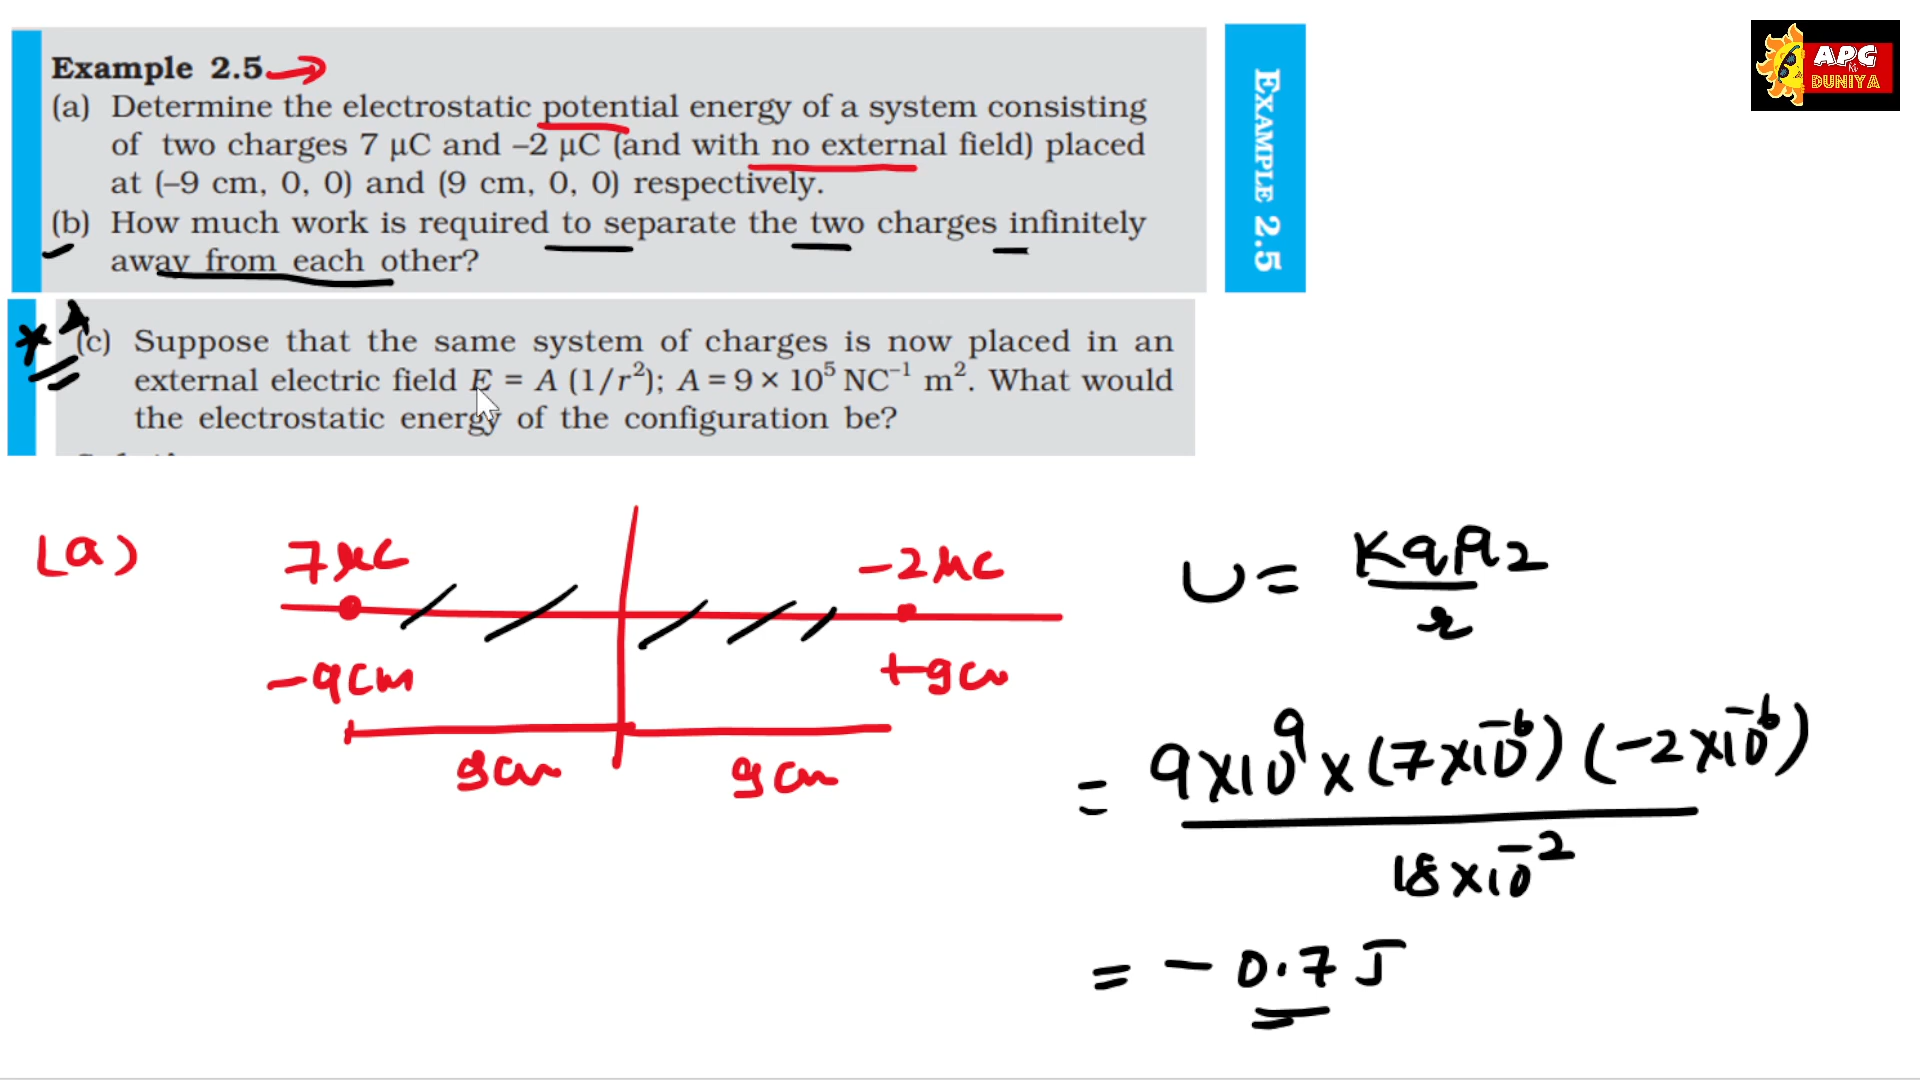 Example 2.5
(a) Determine the electrostatic potential energy of a system consisting
of two charges 7 μC and –2 μC (and with no external field) placed
at (–9 cm, 0, 0) and (9 cm, 0, 0) respectively.
(b) How much work is required to separate the two charges infinitely
away from each other?
(c) Suppose that the same system of charges is now placed in an
external electric field E = A (1/r²); A = 9 × 10⁵ NC⁻¹ m². What would
the electrostatic energy of the configuration be?
EXAMPLE 2.5
APG
DUNIYA
(a)
7μC
-2μC
-9cm
+9cm
9cm
9cm
U = Kq₁q₂
r
= 9×10⁹×(7×10⁻⁶)(-2×10⁻⁶)
18×10⁻²
= -0.7 J